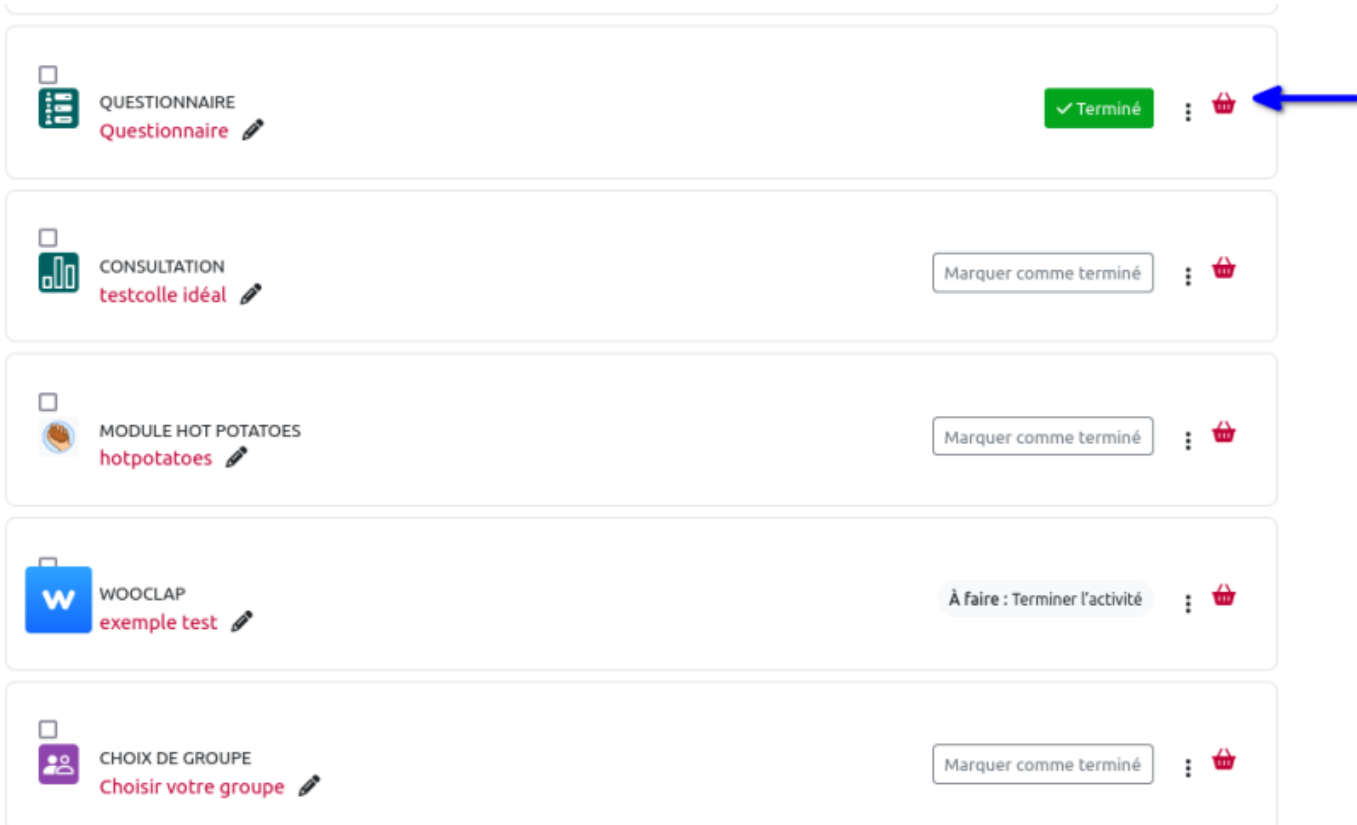 QUESTIONNAIRE
Questionnaire
✓ Terminé
CONSULTATION
testcolle idéal
Marquer comme terminé
MODULE HOT POTATOES
hotpotatoes
Marquer comme terminé
w
WOOCLAP
exemple test
À faire : Terminer l'activité
CHOIX DE GROUPE
Choisir votre groupe
Marquer comme terminé